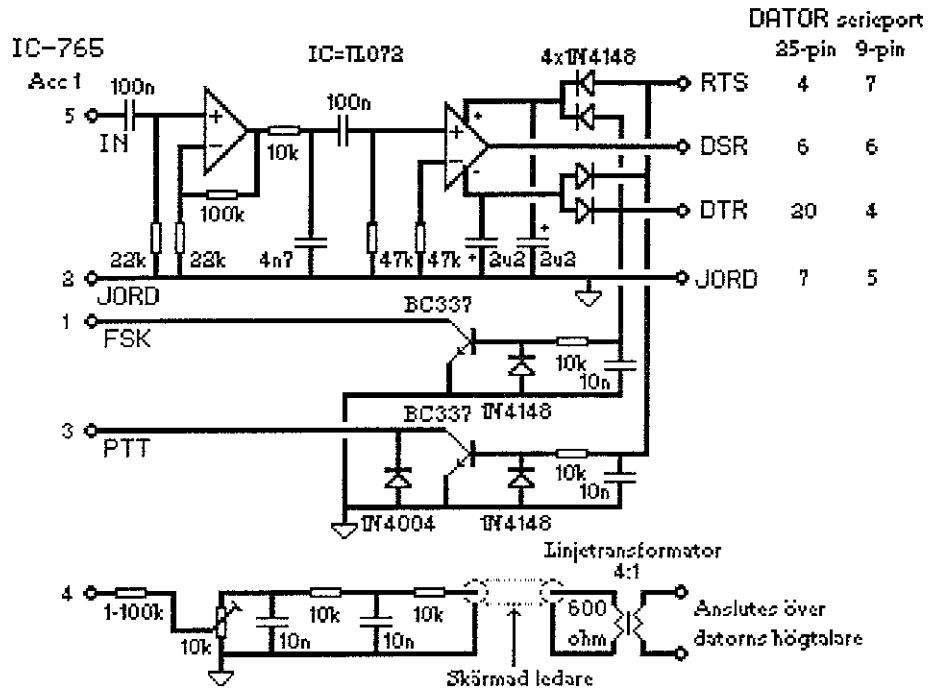 DATOR serieport
IC-765
IC=TL072
25-pin 9-pin
Acc 1
4x1N4148
100n
100n
RTS 4 7
5
IN
+
-
10k
+
-
+
-
DSR 6 6
100k
DTR 20 4
22k
22k
4n7
47k
47k
+
2u2
+
2u2
2
JORD
JORD 7 5
BC337
1
FSK
10k
10n
1N4148
BC337
3
PTT
10k
10n
1N4004
1N4148
Linjetransformator
4:1
4
1-100k
10k
10k
10k
10n
10n
600
ohm
Anslutes över
datorns högtalare
Skärmad ledare